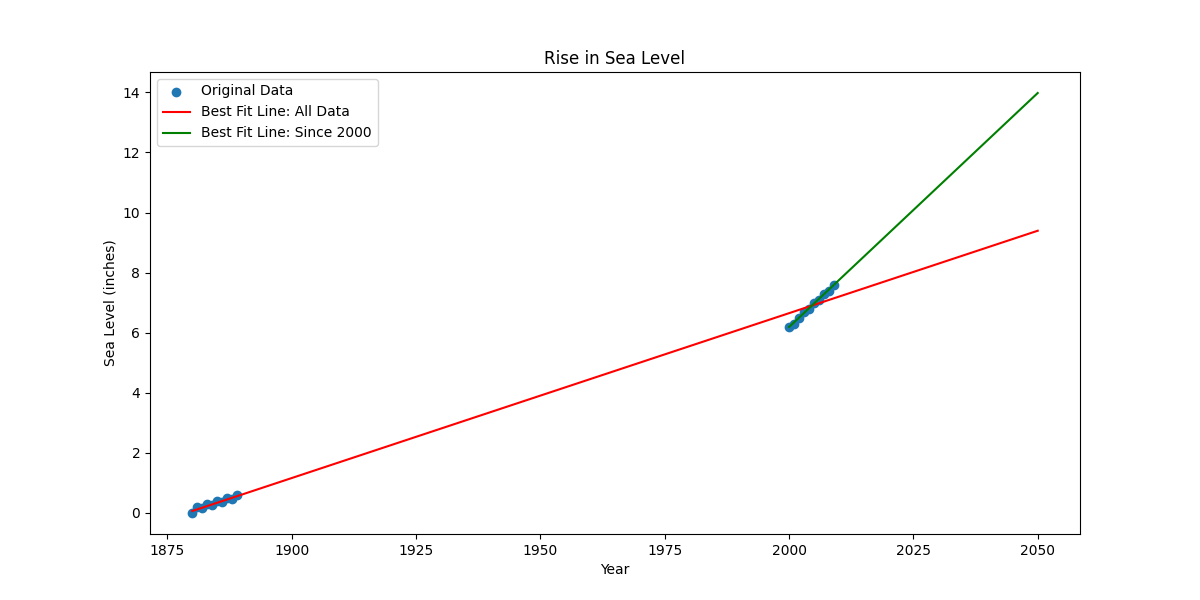 Rise in Sea Level
Original Data
Best Fit Line: All Data
Best Fit Line: Since 2000
Sea Level (inches)
14
12
10
8
6
4
2
0
1875 1900 1925 1950 1975 2000 2025 2050
Year